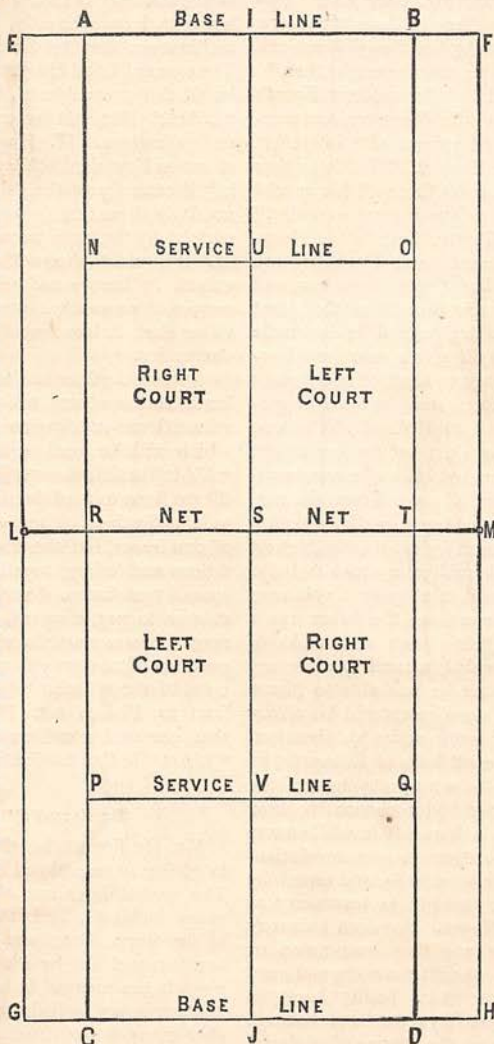 A BASE I LINE B
E F
N SERVICE U LINE O
RIGHT COURT
LEFT COURT
L R NET S NET T M
LEFT COURT
RIGHT COURT
P SERVICE V LINE Q
G H
BASE LINE
C J D